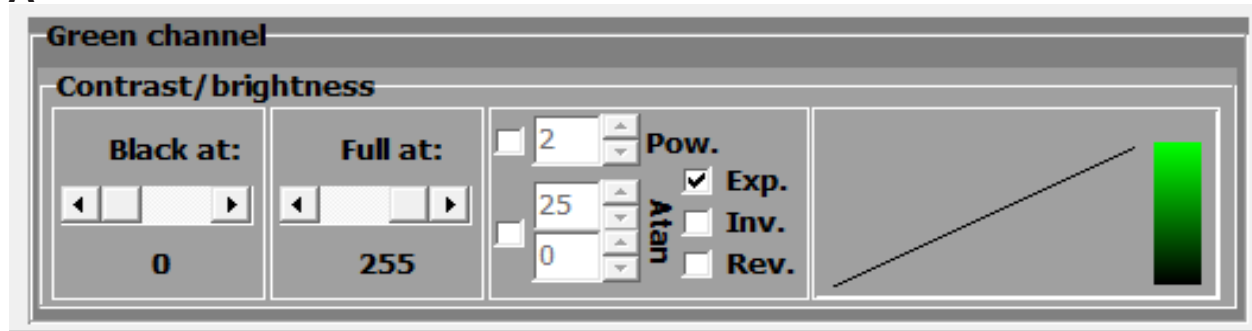 Green channel
Contrast/brightness
Black at:
0
Full at:
255
2
Pow.
25
0
Atan
Exp.
Inv.
Rev.